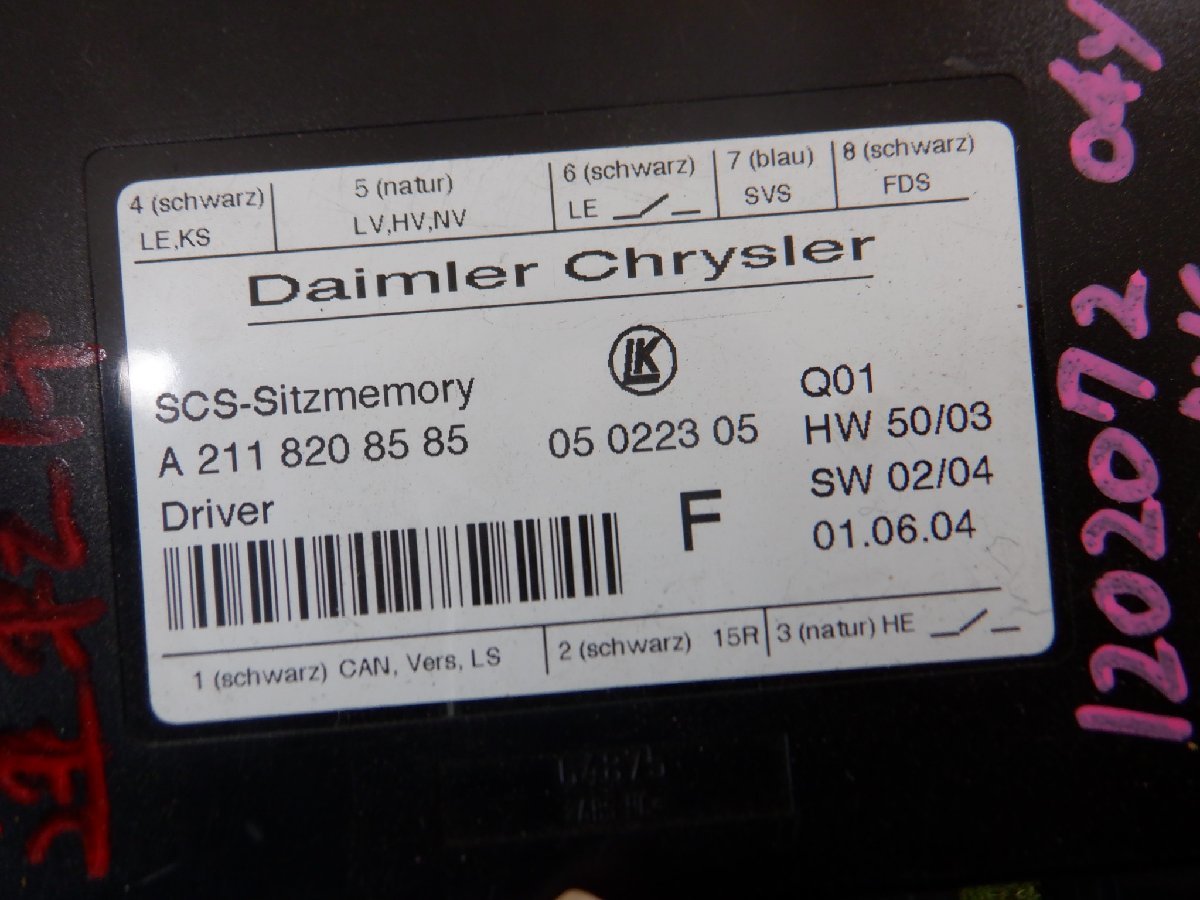 4 (schwarz) 5 (natur) 6 (schwarz) 7 (blau) 8 (schwarz)
LE,KS LV,HV,NV LE SVS FDS
Daimler Chrysler
LK
SCS-Sitzmemory Q01
A 211 820 85 85 05 0223 05 HW 50/03
Driver F SW 02/04
01.06.04
1 (schwarz) CAN, Vers, LS 2 (schwarz) 15R 3 (natur) HE
1202072
04Y